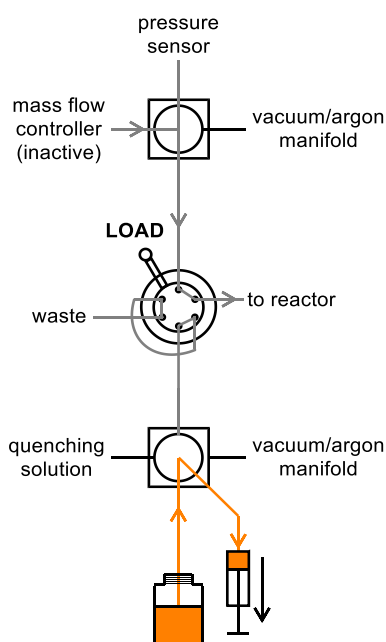 pressure
sensor
mass flow
controller
(inactive)
vacuum/argon
manifold
LOAD
to reactor
waste
quenching
solution
vacuum/argon
manifold